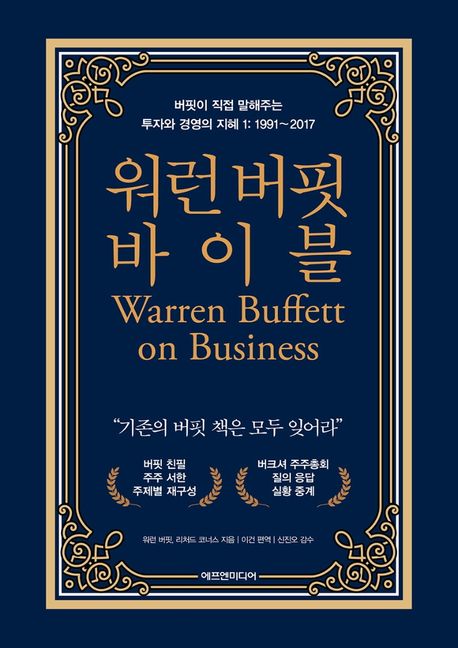 버핏이 직접 말해주는
투자와 경영의 지혜 1: 1991~2017
워런 버핏
바이블
Warren Buffett
on Business
“기존의 버핏 책은 모두 잊어라”
버핏 친필
주주 서한
주제별 재구성
버크셔 주주총회
질의 응답
실황 중계
워런 버핏, 리처드 코너스 지음 | 이건 편역 | 신진오 감수
에프엔미디어